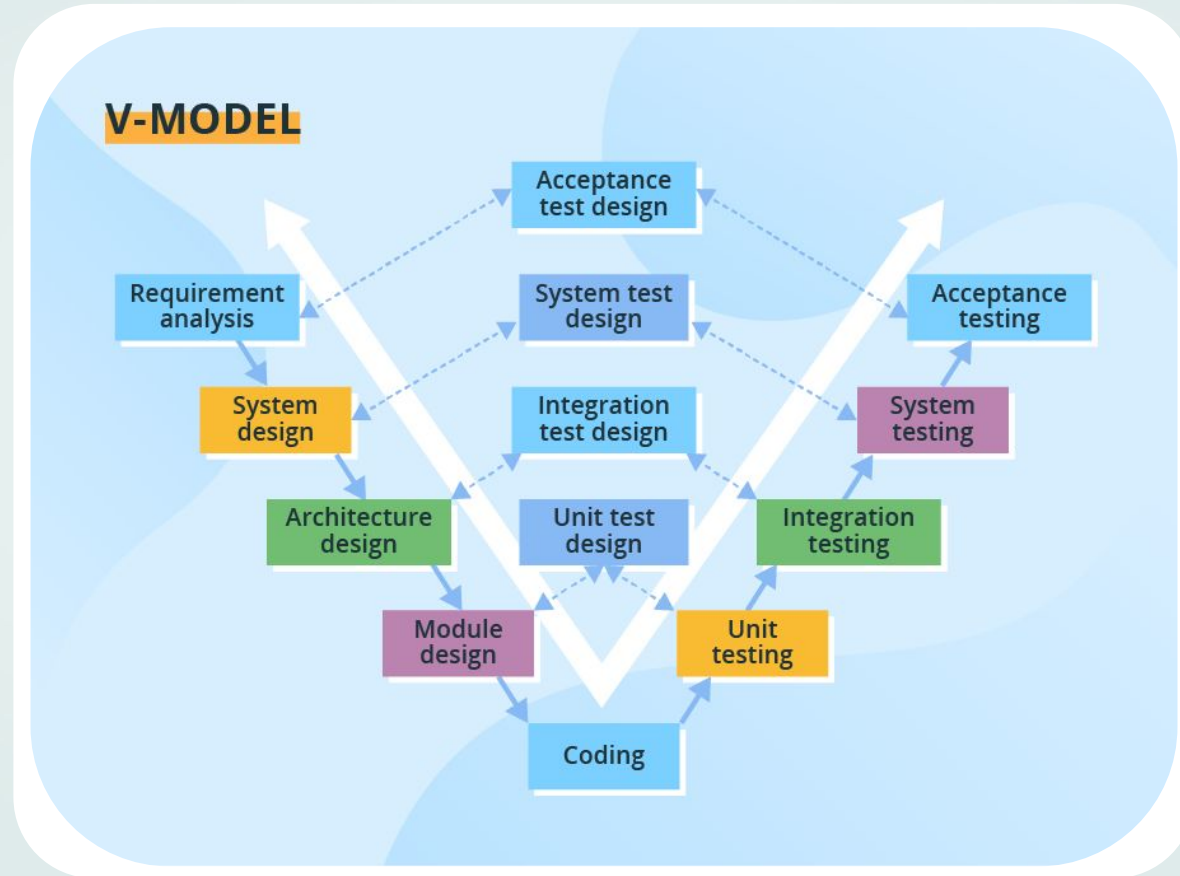 V-MODEL
Acceptance
test design
Requirement
analysis
System test
design
Acceptance
testing
System
design
Integration
test design
System
testing
Architecture
design
Unit test
design
Integration
testing
Module
design
Unit
testing
Coding